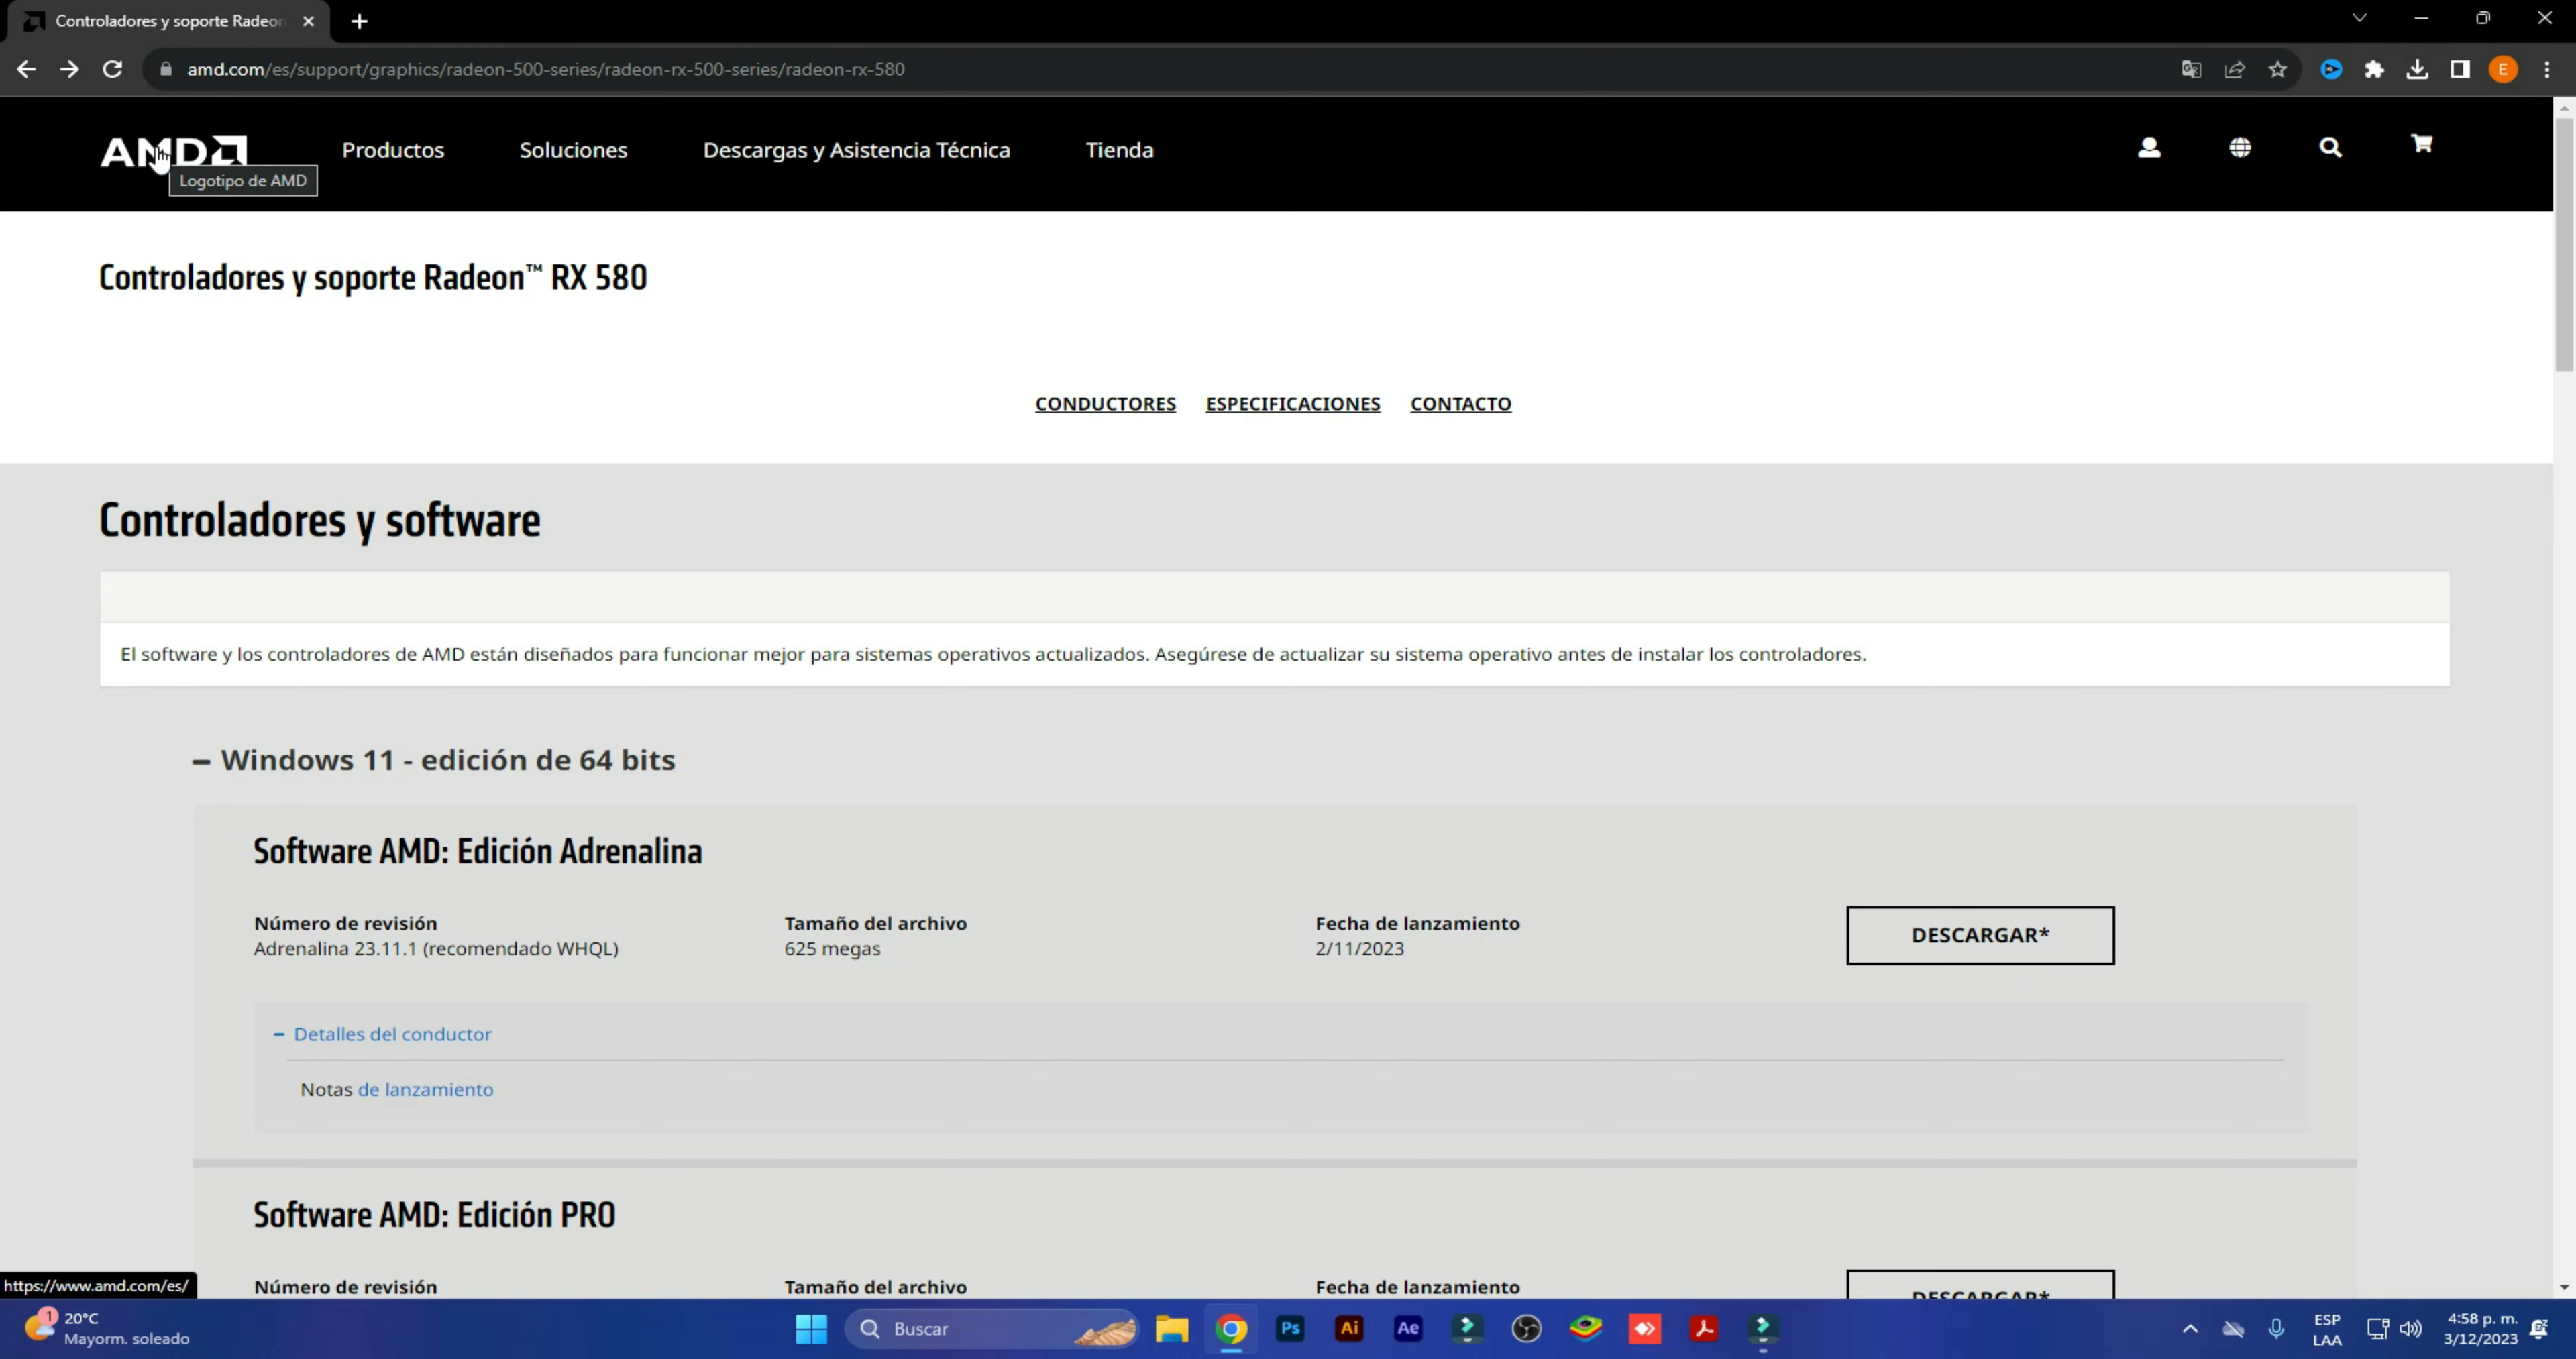 Controladores y soporte Radeon
amd.com/es/support/graphics/radeon-500-series/radeon-rx-500-series/radeon-rx-580
E
AMD
Productos
Soluciones
Descargas y Asistencia Técnica
Tienda
Logotipo de AMD
Controladores y soporte Radeon™ RX 580
CONDUCTORES
ESPECIFICACIONES
CONTACTO
Controladores y software
El software y los controladores de AMD están diseñados para funcionar mejor para sistemas operativos actualizados. Asegúrese de actualizar su sistema operativo antes de instalar los controladores.
– Windows 11 - edición de 64 bits
Software AMD: Edición Adrenalina
Número de revisión
Adrenalina 23.11.1 (recomendado WHQL)
Tamaño del archivo
625 megas
Fecha de lanzamiento
2/11/2023
DESCARGAR*
– Detalles del conductor
Notas de lanzamiento
Software AMD: Edición PRO
Número de revisión
Tamaño del archivo
Fecha de lanzamiento
DESCARGAR*
https://www.amd.com/es/
1
20°C
Mayorm. soleado
Buscar
Ps
Ai
Ae
ESP
LAA
4:58 p. m.
3/12/2023